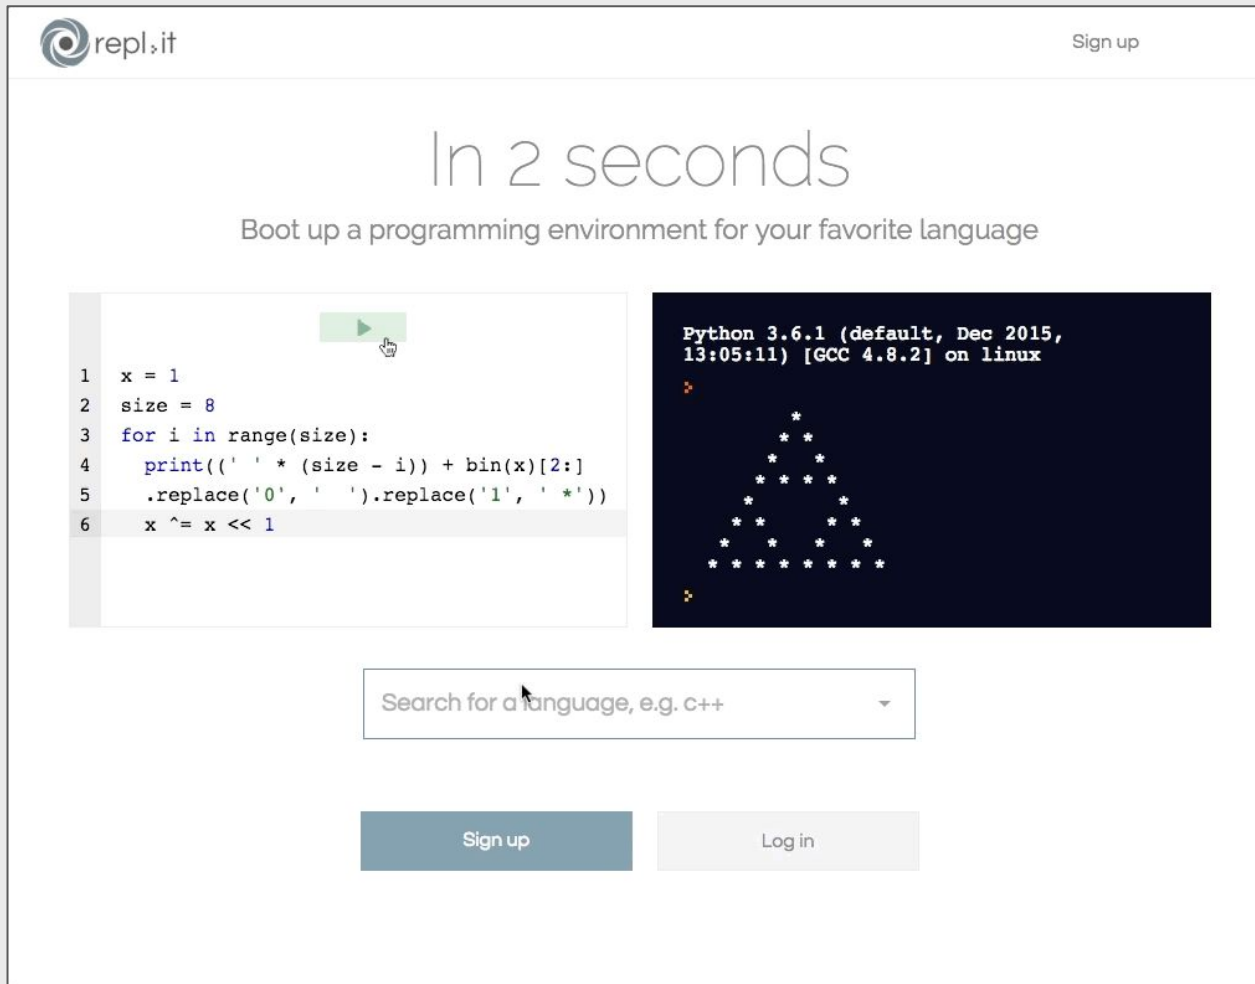 repl.it
Sign up
In 2 seconds
Boot up a programming environment for your favorite language
1 x = 1
2 size = 8
3 for i in range(size):
4   print((' ' * (size - i)) + bin(x)[2:]
5   .replace('0', '  ').replace('1', ' *'))
6   x ^= x << 1
Python 3.6.1 (default, Dec 2015,
13:05:11) [GCC 4.8.2] on linux
>
         *
        * *
       *   *
      * * * *
     *       *
    * *     * *
   *   *   *   *
  * * * * * * * *
>
Search for a language, e.g. c++
Sign up
Log in